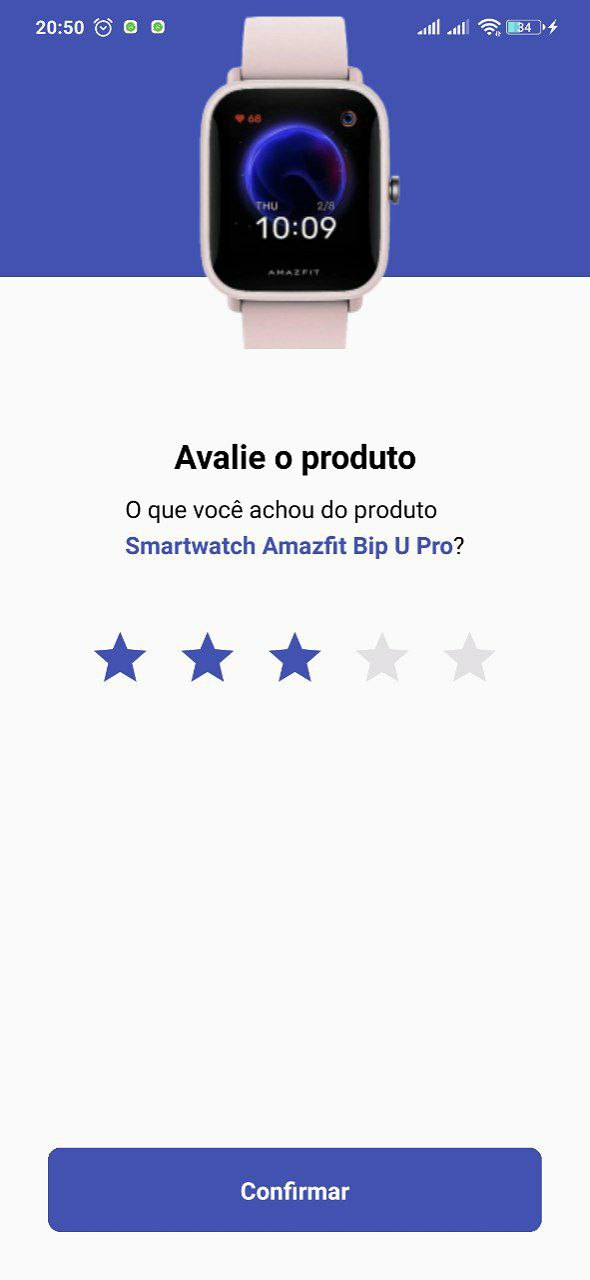 20:50
34
68
THU 2/8
10:09
AMAZFIT
Avalie o produto
O que você achou do produto
Smartwatch Amazfit Bip U Pro?
Confirmar